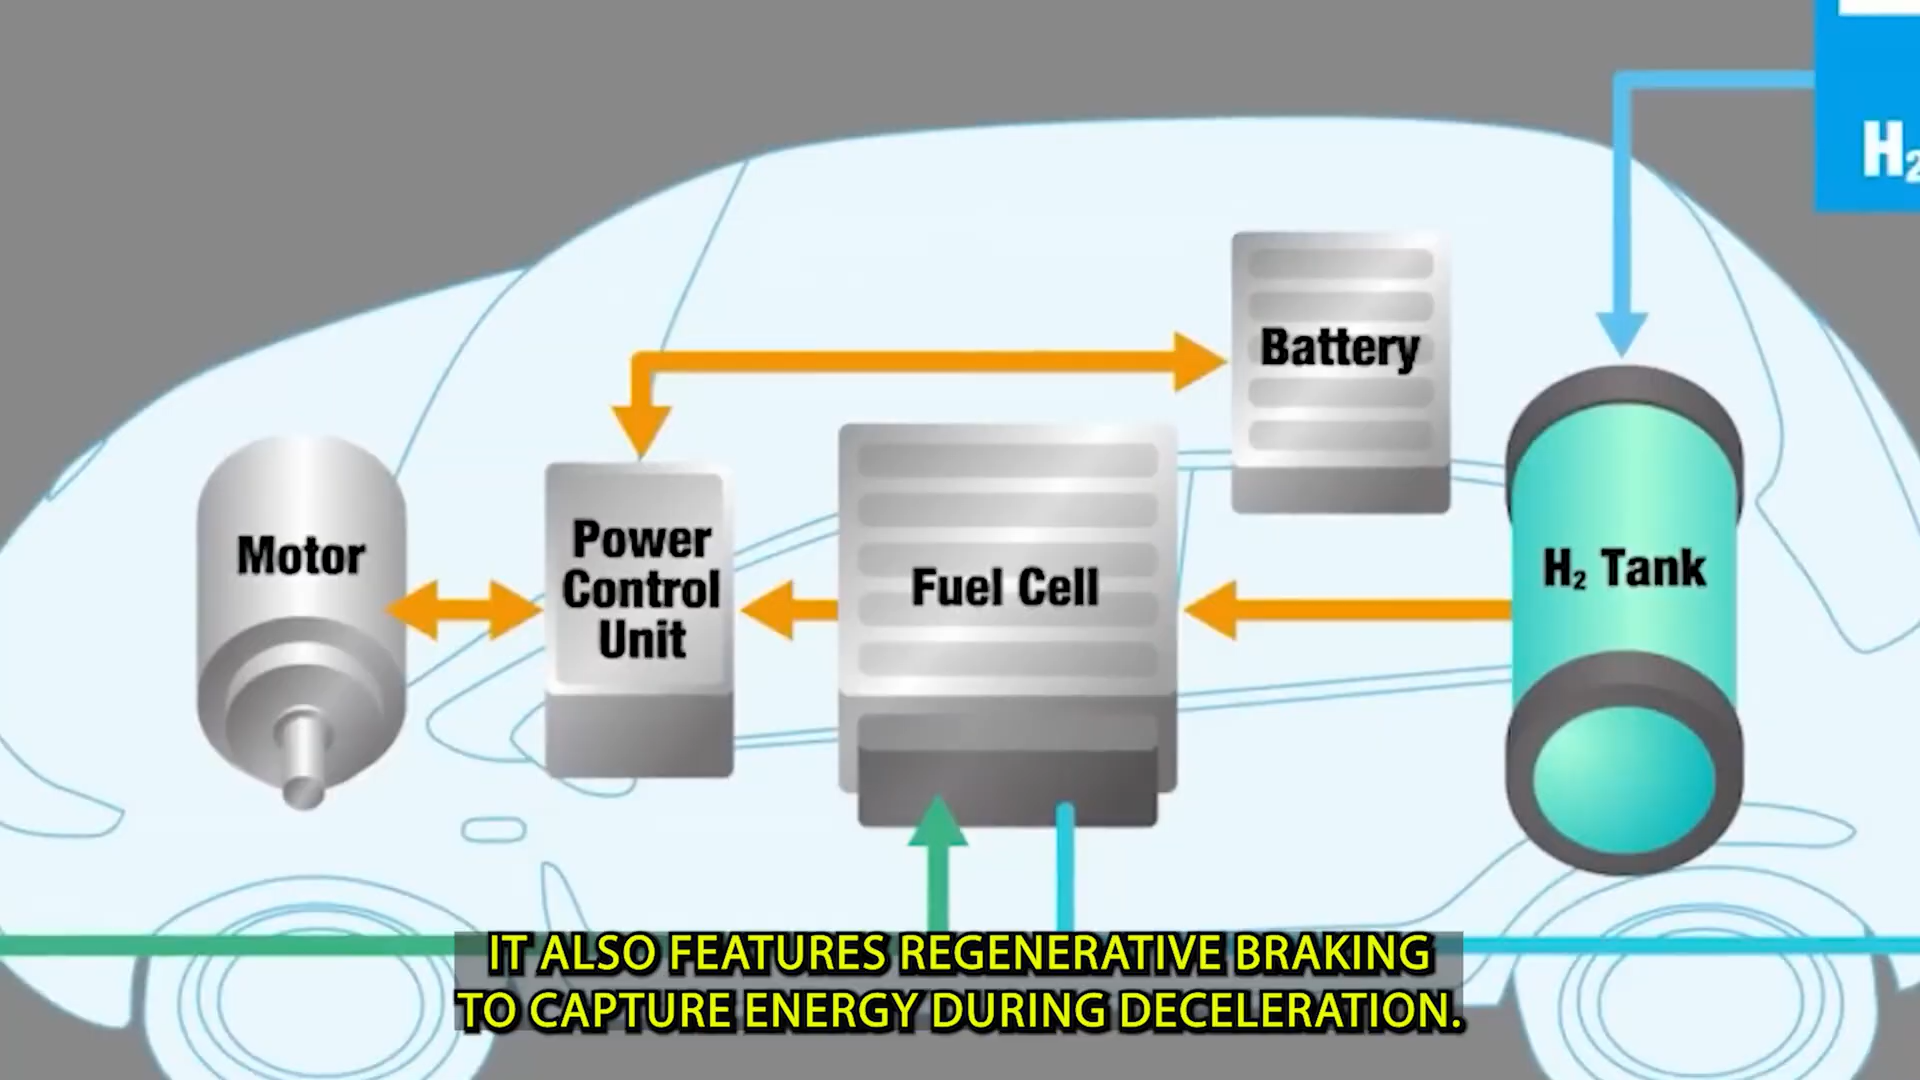 H₂
Battery
Motor
Power
Control
Unit
Fuel Cell
H₂ Tank
IT ALSO FEATURES REGENERATIVE BRAKING
TO CAPTURE ENERGY DURING DECELERATION.